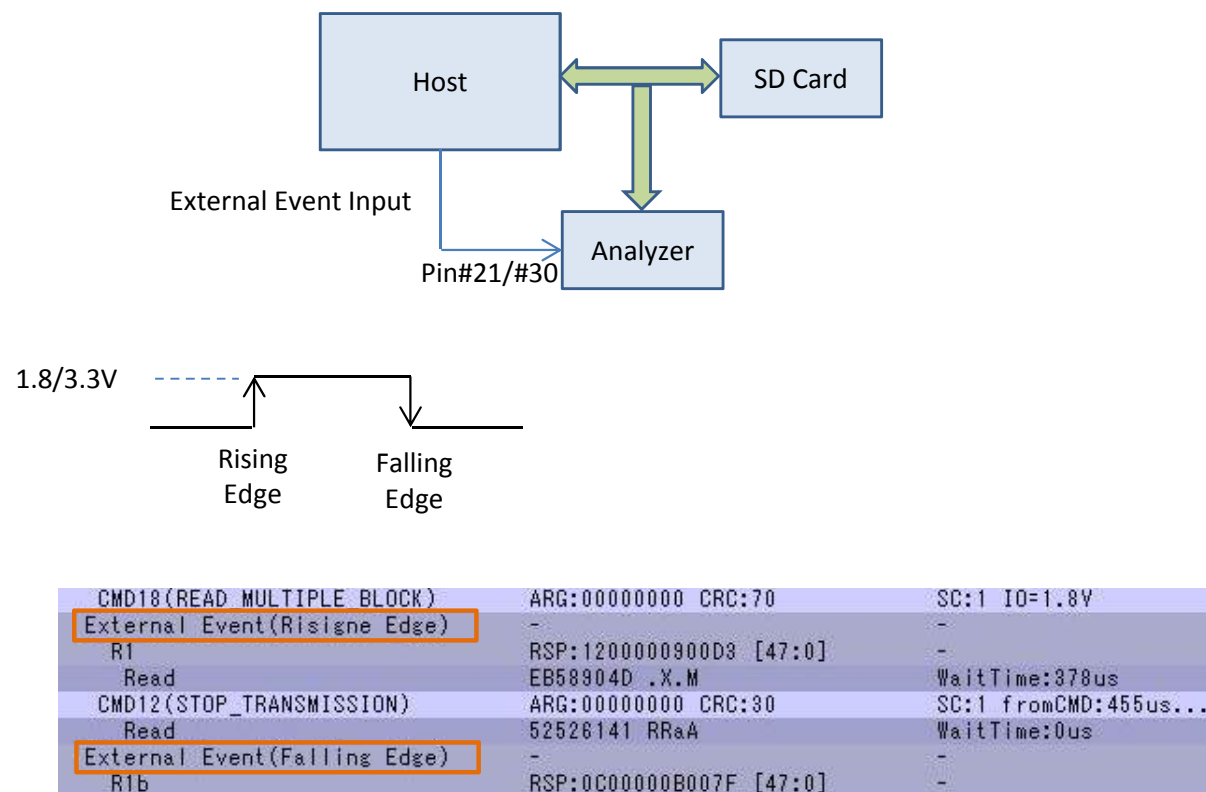 Host
SD Card
External Event Input
Analyzer
Pin#21/#30
1.8/3.3V
Rising
Edge
Falling
Edge
CMD18(READ_MULTIPLE_BLOCK) ARG:00000000 CRC:70 SC:1 IO=1.8V
External Event(Risigne Edge) - -
R1 RSP:1200000900D3 [47:0] -
Read EB58904D .X.M WaitTime:378us
CMD12(STOP_TRANSMISSION) ARG:00000000 CRC:30 SC:1 fromCMD:455us...
Read 52526141 RRaA WaitTime:0us
External Event(Falling Edge) - -
R1b RSP:0C00000B007F [47:0] -